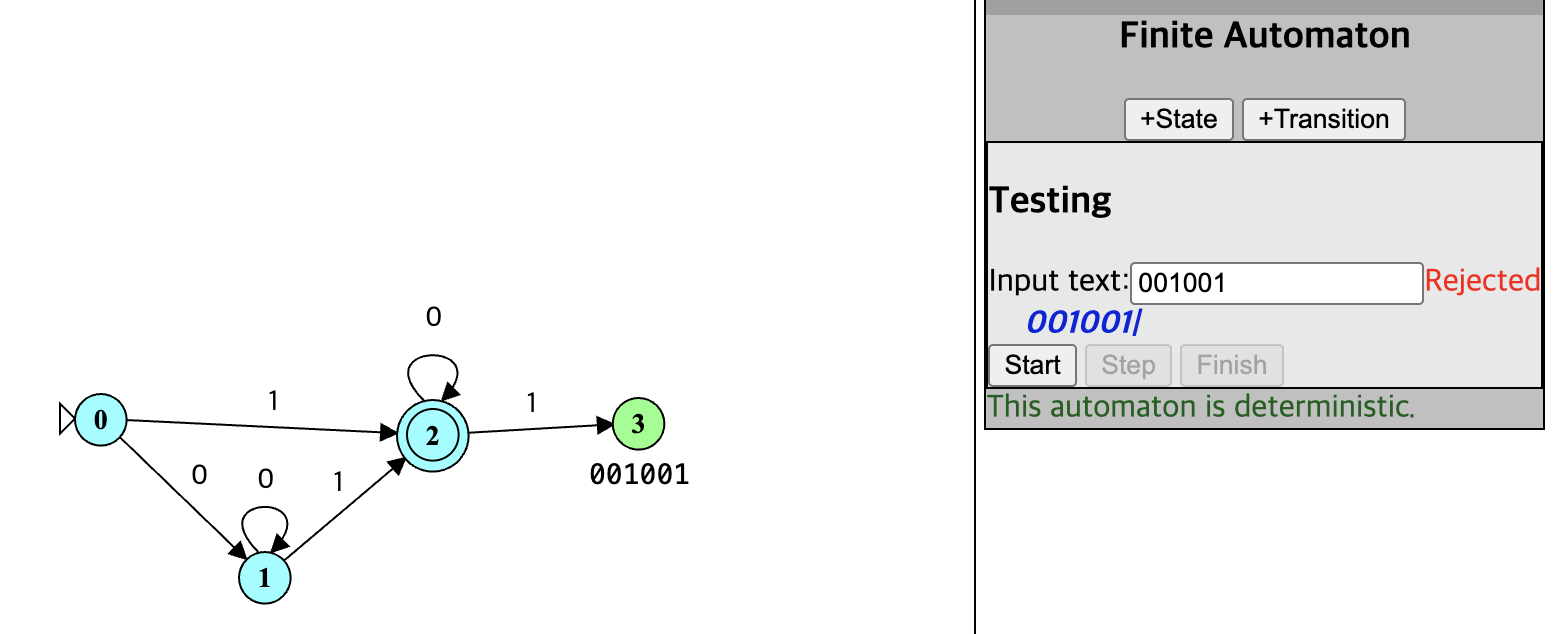 Finite Automaton
+State +Transition
Testing
Input text: 001001 Rejected
001001|
Start Step Finish
This automaton is deterministic.
0
1
0
2
1
3
0
0
1
001001
1